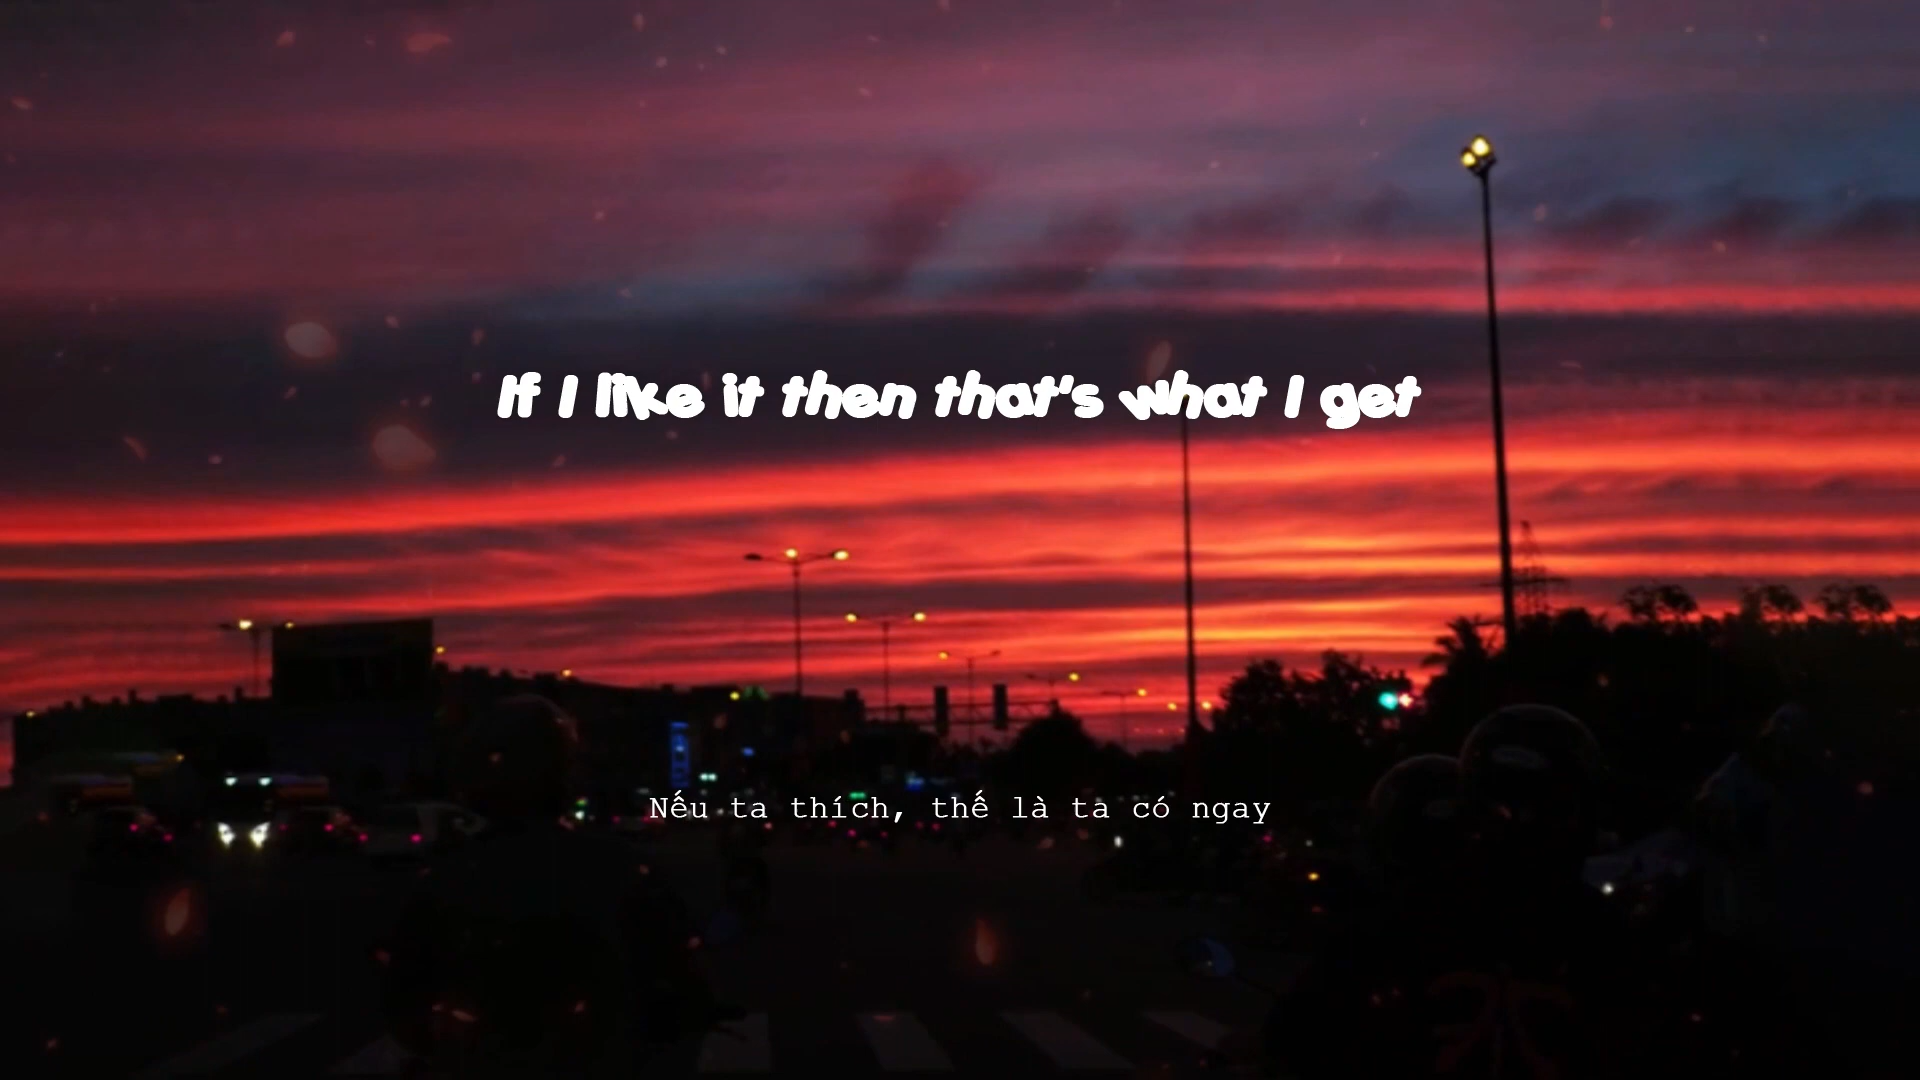 If I like it then that's what I get
Nếu ta thích, thế là ta có ngay